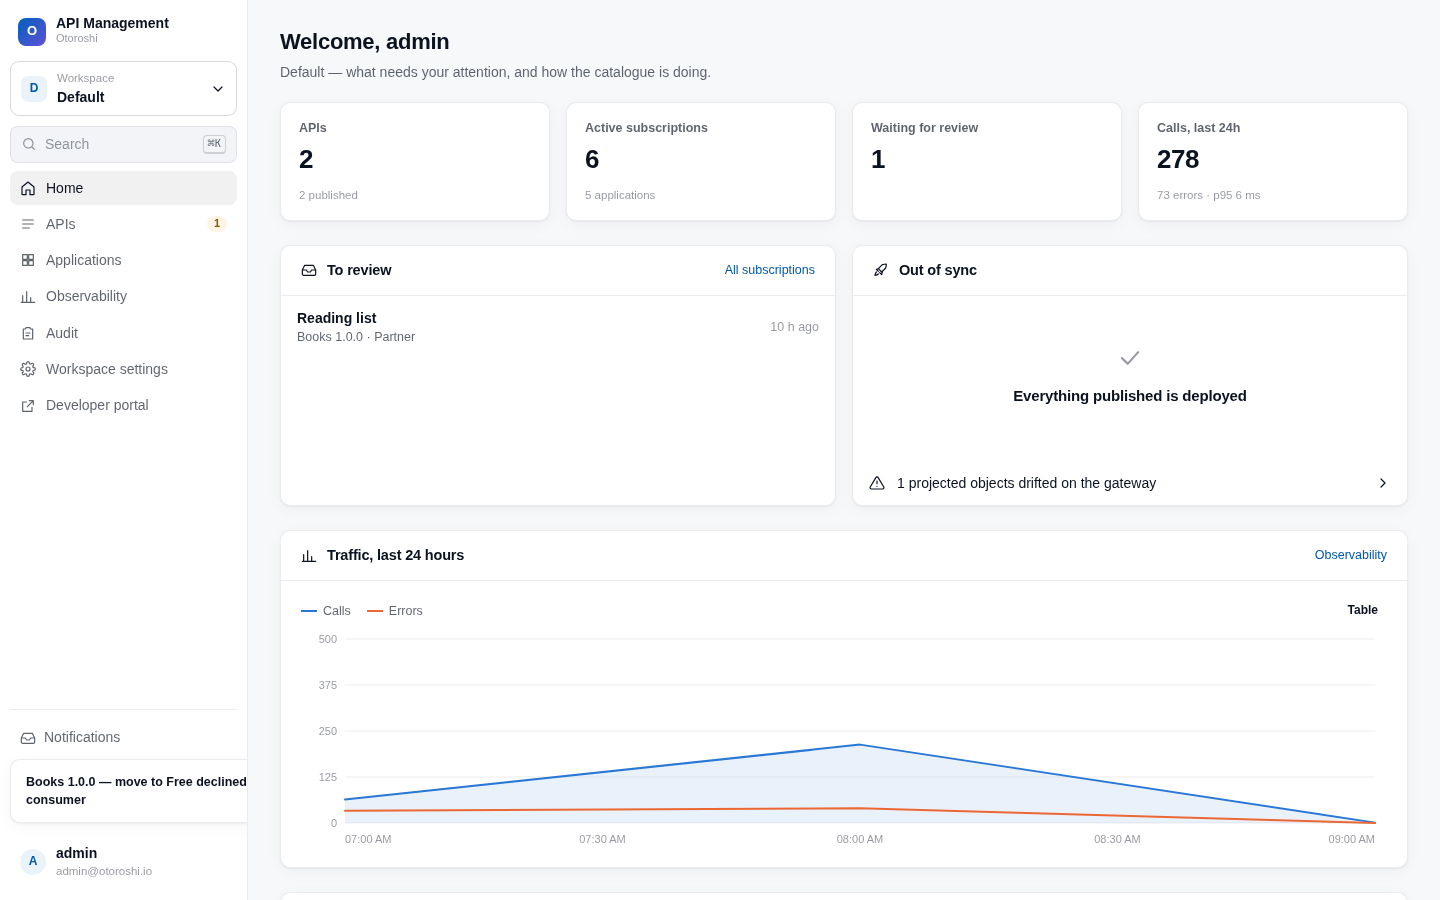 O
API Management
Otoroshi
D
Workspace
Default
Search
⌘K
Home
APIs
1
Applications
Observability
Audit
Workspace settings
Developer portal
Notifications
Books 1.0.0 — move to Free declined
consumer
A
admin
admin@otoroshi.io
Welcome, admin
Default — what needs your attention, and how the catalogue is doing.
APIs
2
2 published
Active subscriptions
6
5 applications
Waiting for review
1
Calls, last 24h
278
73 errors · p95 6 ms
To review
All subscriptions
Reading list
Books 1.0.0 · Partner
10 h ago
Out of sync
Everything published is deployed
1 projected objects drifted on the gateway
Traffic, last 24 hours
Observability
Calls
Errors
Table
500
375
250
125
0
07:00 AM
07:30 AM
08:00 AM
08:30 AM
09:00 AM